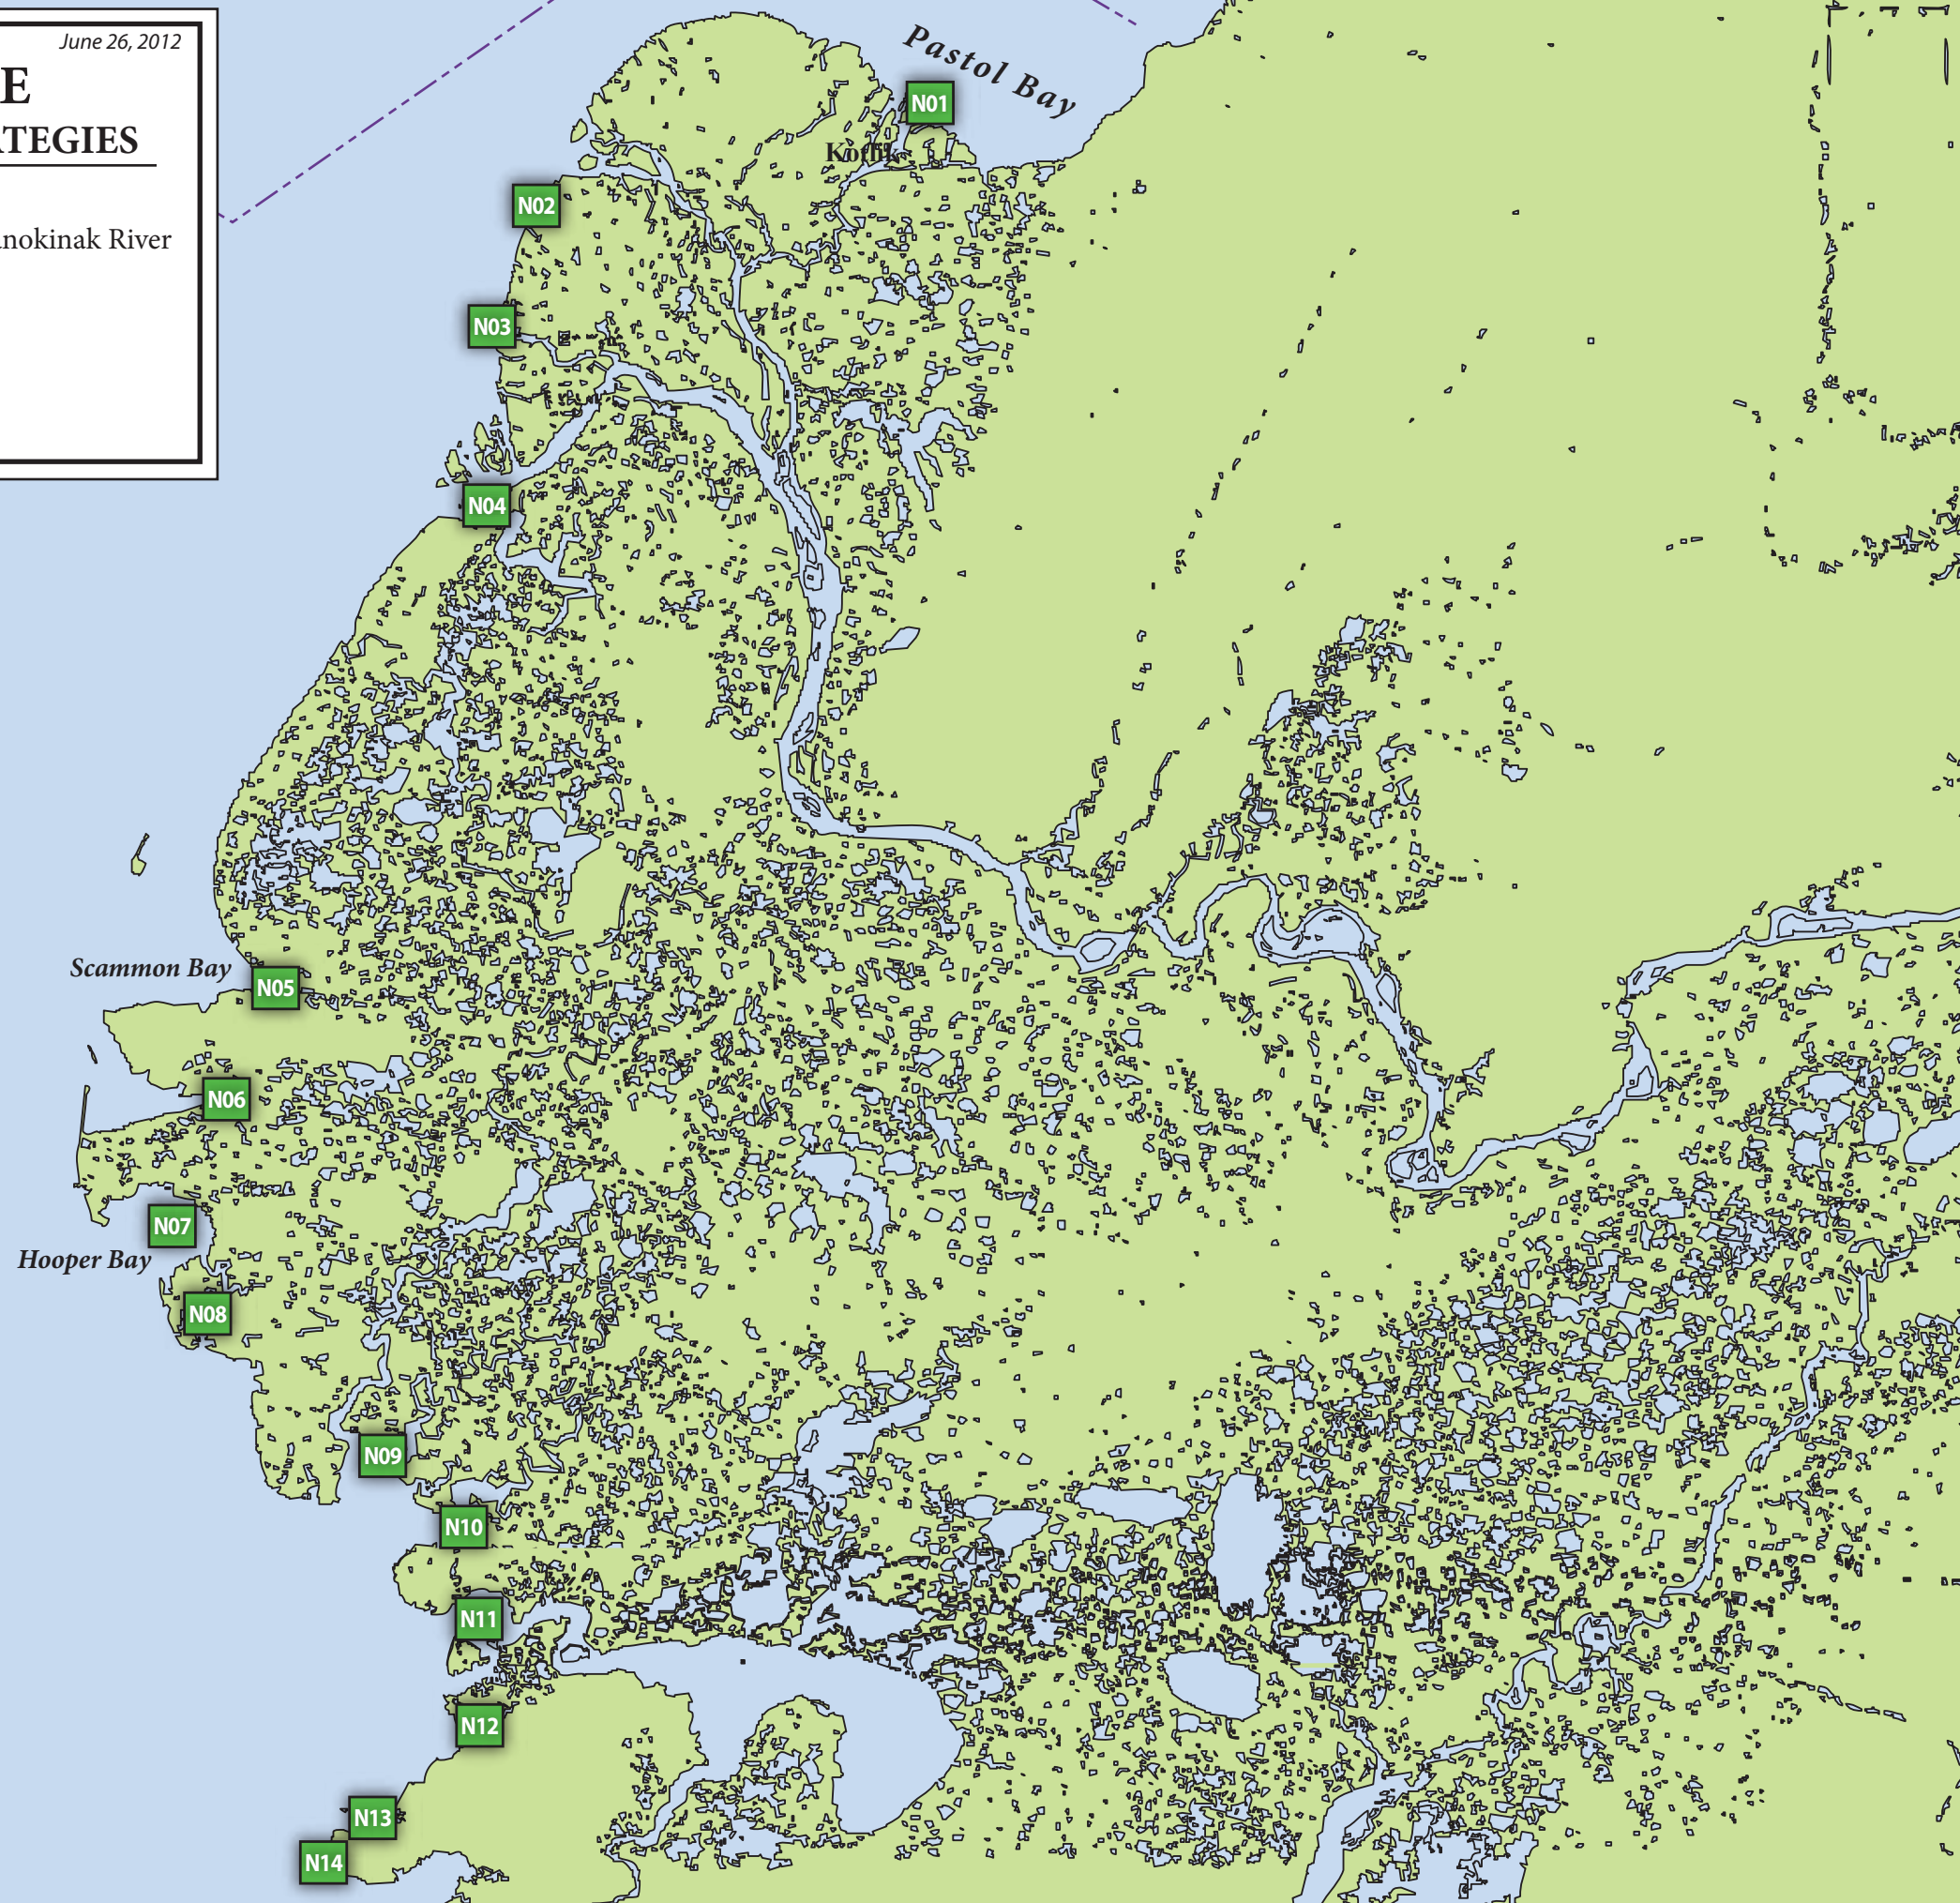 June 26, 2012
E
TEGIES
nokinak River
Pastol Bay
N01
Kotlik
N02
N03
N04
Scammon Bay
N05
N06
N07
Hooper Bay
N08
N09
N10
N11
N12
N13
N14